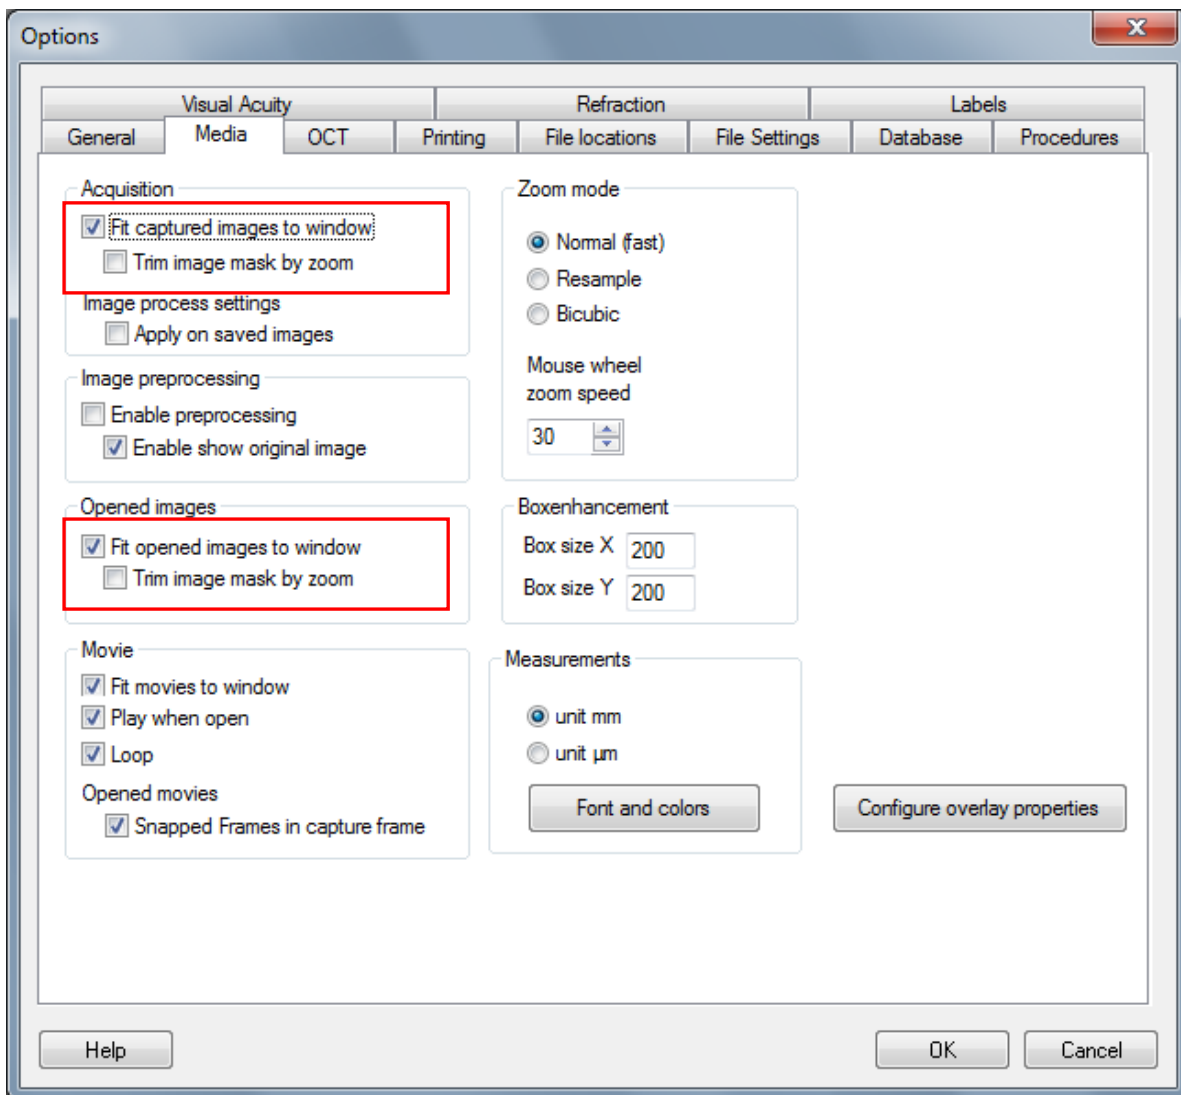 Options
Visual Acuity Refraction Labels
General Media OCT Printing File locations File Settings Database Procedures
Acquisition
Fit captured images to window
Trim image mask by zoom
Image process settings
Apply on saved images
Image preprocessing
Enable preprocessing
Enable show original image
Opened images
Fit opened images to window
Trim image mask by zoom
Movie
Fit movies to window
Play when open
Loop
Opened movies
Snapped Frames in capture frame
Zoom mode
Normal (fast)
Resample
Bicubic
Mouse wheel
zoom speed
30
Boxenhancement
Box size X 200
Box size Y 200
Measurements
unit mm
unit µm
Font and colors
Configure overlay properties
Help OK Cancel